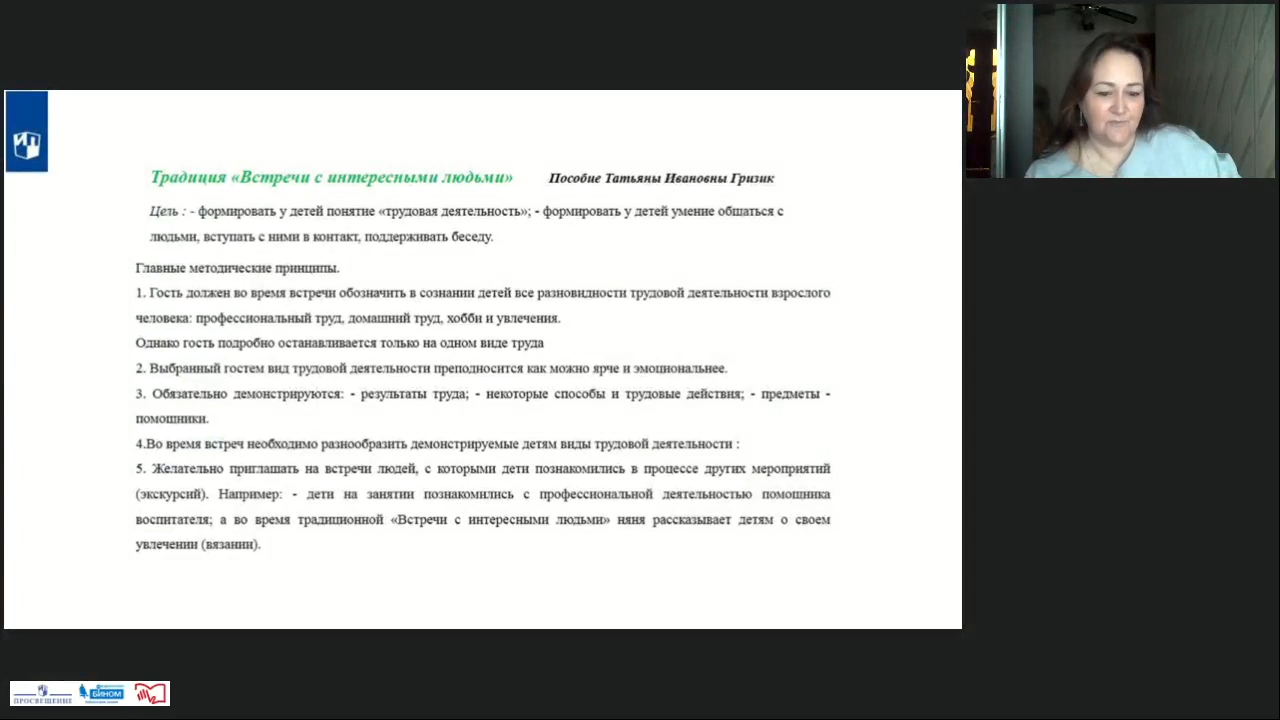 ИП
Традиция «Встречи с интересными людьми» Пособие Татьяны Ивановны Гризик
Цель : - формировать у детей понятие «трудовая деятельность»; - формировать у детей умение общаться с
людьми, вступать с ними в контакт, поддерживать беседу.
Главные методические принципы.
1. Гость должен во время встречи обозначить в сознании детей все разновидности трудовой деятельности взрослого
человека: профессиональный труд, домашний труд, хобби и увлечения.
Однако гость подробно останавливается только на одном виде труда
2. Выбранный гостем вид трудовой деятельности преподносится как можно ярче и эмоциональнее.
3. Обязательно демонстрируются: - результаты труда; - некоторые способы и трудовые действия; - предметы -
помощники.
4.Во время встреч необходимо разнообразить демонстрируемые детям виды трудовой деятельности :
5. Желательно приглашать на встречи людей, с которыми дети познакомились в процессе других мероприятий
(экскурсий). Например: - дети на занятии познакомились с профессиональной деятельностью помощника
воспитателя; а во время традиционной «Встречи с интересными людьми» няня рассказывает детям о своем
увлечении (вязании).
ПРОСВЕЩЕНИЕ БИНОМ